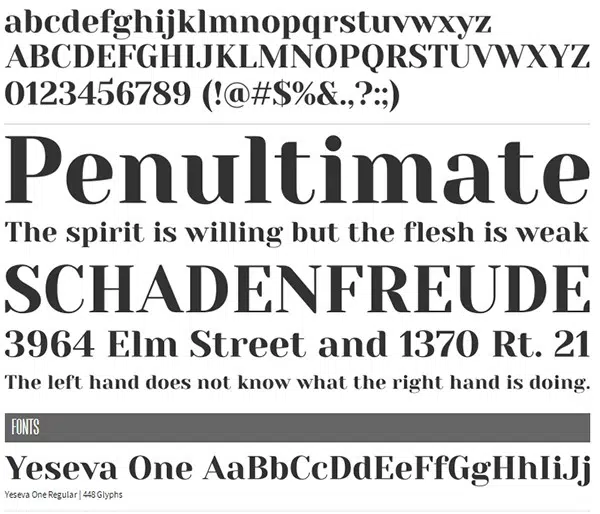 abcdefghijklmnopqrstuvwxyz
ABCDEFGHIJKLMNOPQRSTUVWXYZ
0123456789 (!@#$%&.,?:;)
Penultimate
The spirit is willing but the flesh is weak
SCHADENFREUDE
3964 Elm Street and 1370 Rt. 21
The left hand does not know what the right hand is doing.
FONTS
Yeseva One AaBbCcDdEeFfGgHhIiJj
Yeseva One Regular | 448 Glyphs